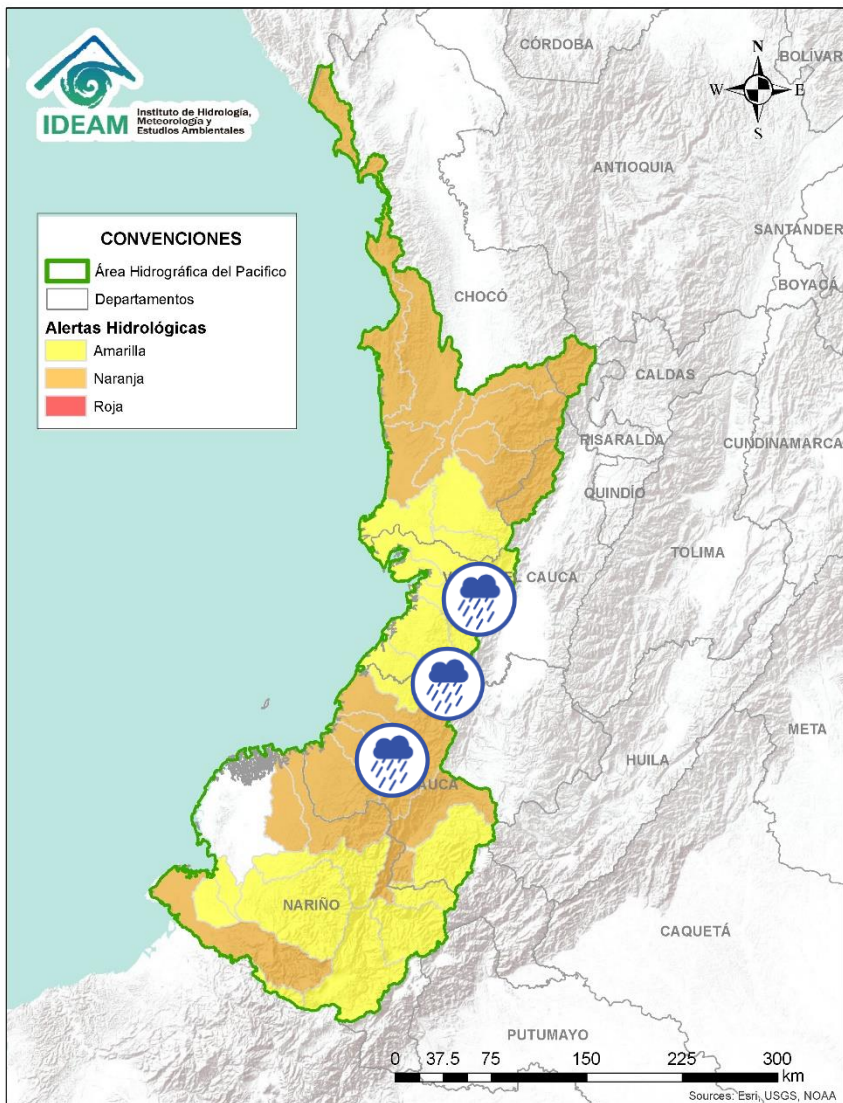 IDEAM
Instituto de Hidrología,
Meteorología y
Estudios Ambientales
CÓRDOBA
BOLÍVAR
N
W
E
S
ANTIOQUIA
SANTANDER
BOYACÁ
CONVENCIONES
Área Hidrográfica del Pacifico
Departamentos
Alertas Hidrológicas
Amarilla
Naranja
Roja
CHOCÓ
CALDAS
RISARALDA
CUNDINAMARCA
QUINDÍO
TOLIMA
V EL CAUCA
META
HUILA
AUCA
NARIÑO
CAQUETÁ
PUTUMAYO
0 37.5 75 150 225 300
km
Sources: Esri, USGS, NOAA